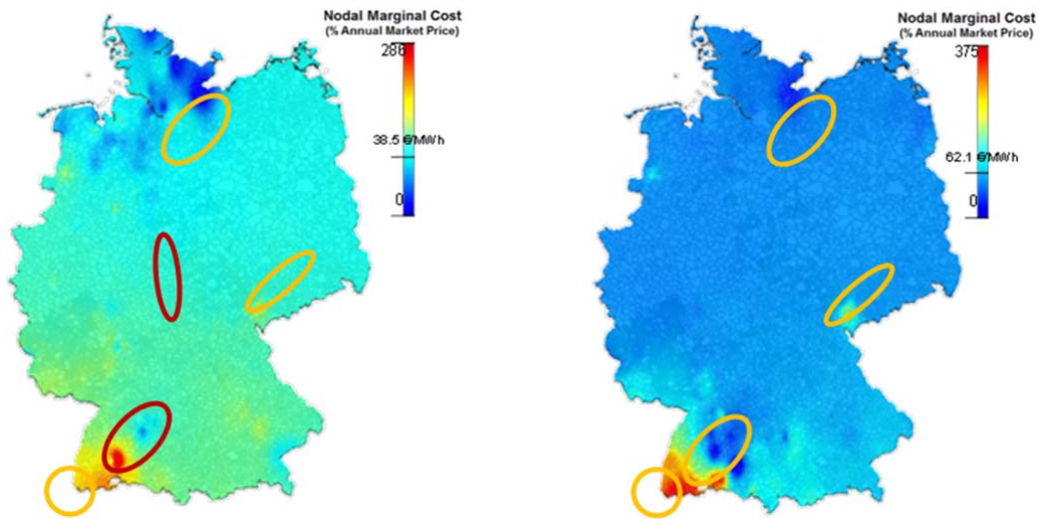 Nodal Marginal Cost
(% Annual Market Price)
286
38.5 €/MWh
0
Nodal Marginal Cost
(% Annual Market Price)
375
62.1 €/MWh
0